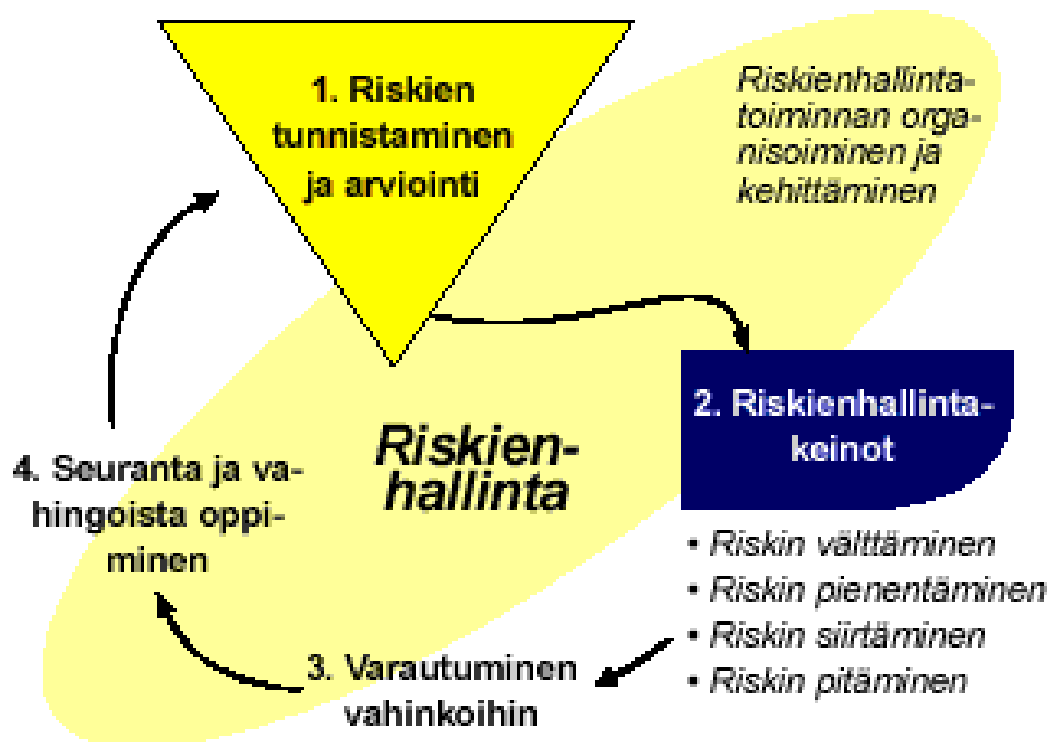 1. Riskien
tunnistaminen
ja arviointi
Riskienhallinta-
toiminnan orga-
nisoiminen ja
kehittäminen
2. Riskienhallinta-
keinot
• Riskin välttäminen
• Riskin pienentäminen
• Riskin siirtäminen
• Riskin pitäminen
Riskien-
hallinta
3. Varautuminen
vahinkoihin
4. Seuranta ja va-
hingoista oppi-
minen